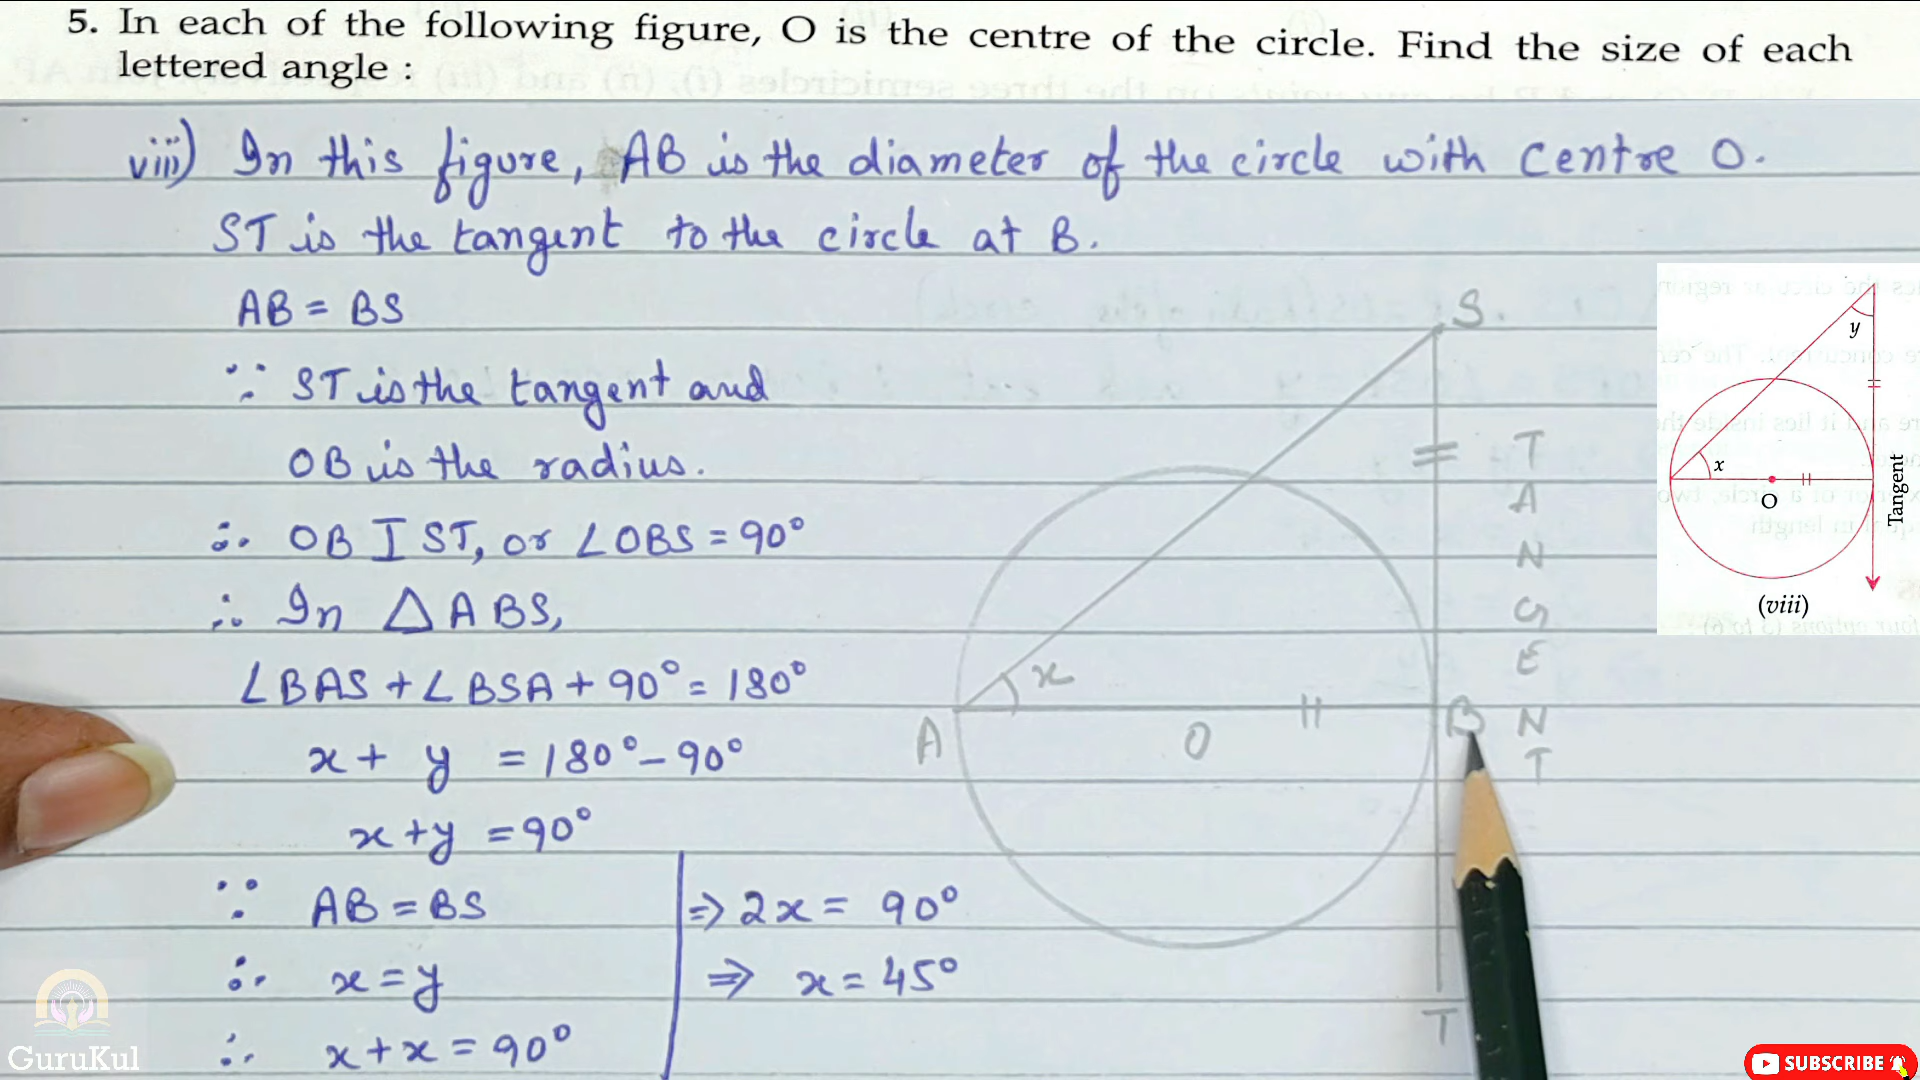 5. In each of the following figure, O is the centre of the circle. Find the size of each
lettered angle :
viii) In this figure, AB is the diameter of the circle with Centre O.
ST is the tangent to the circle at B.
AB = BS
∵ ST is the tangent and
OB is the radius.
∴ OB ⊥ ST, or ∠OBS = 90°
∴ In △ABS,
∠BAS + ∠BSA + 90° = 180°
x + y = 180° - 90°
x + y = 90°
∵ AB = BS
∴ x = y
∴ x + x = 90°
⇒ 2x = 90°
⇒ x = 45°
S.
TANGENT
x
A
O
B
T
y
x
O
Tangent
(viii)
GuruKul
SUBSCRIBE